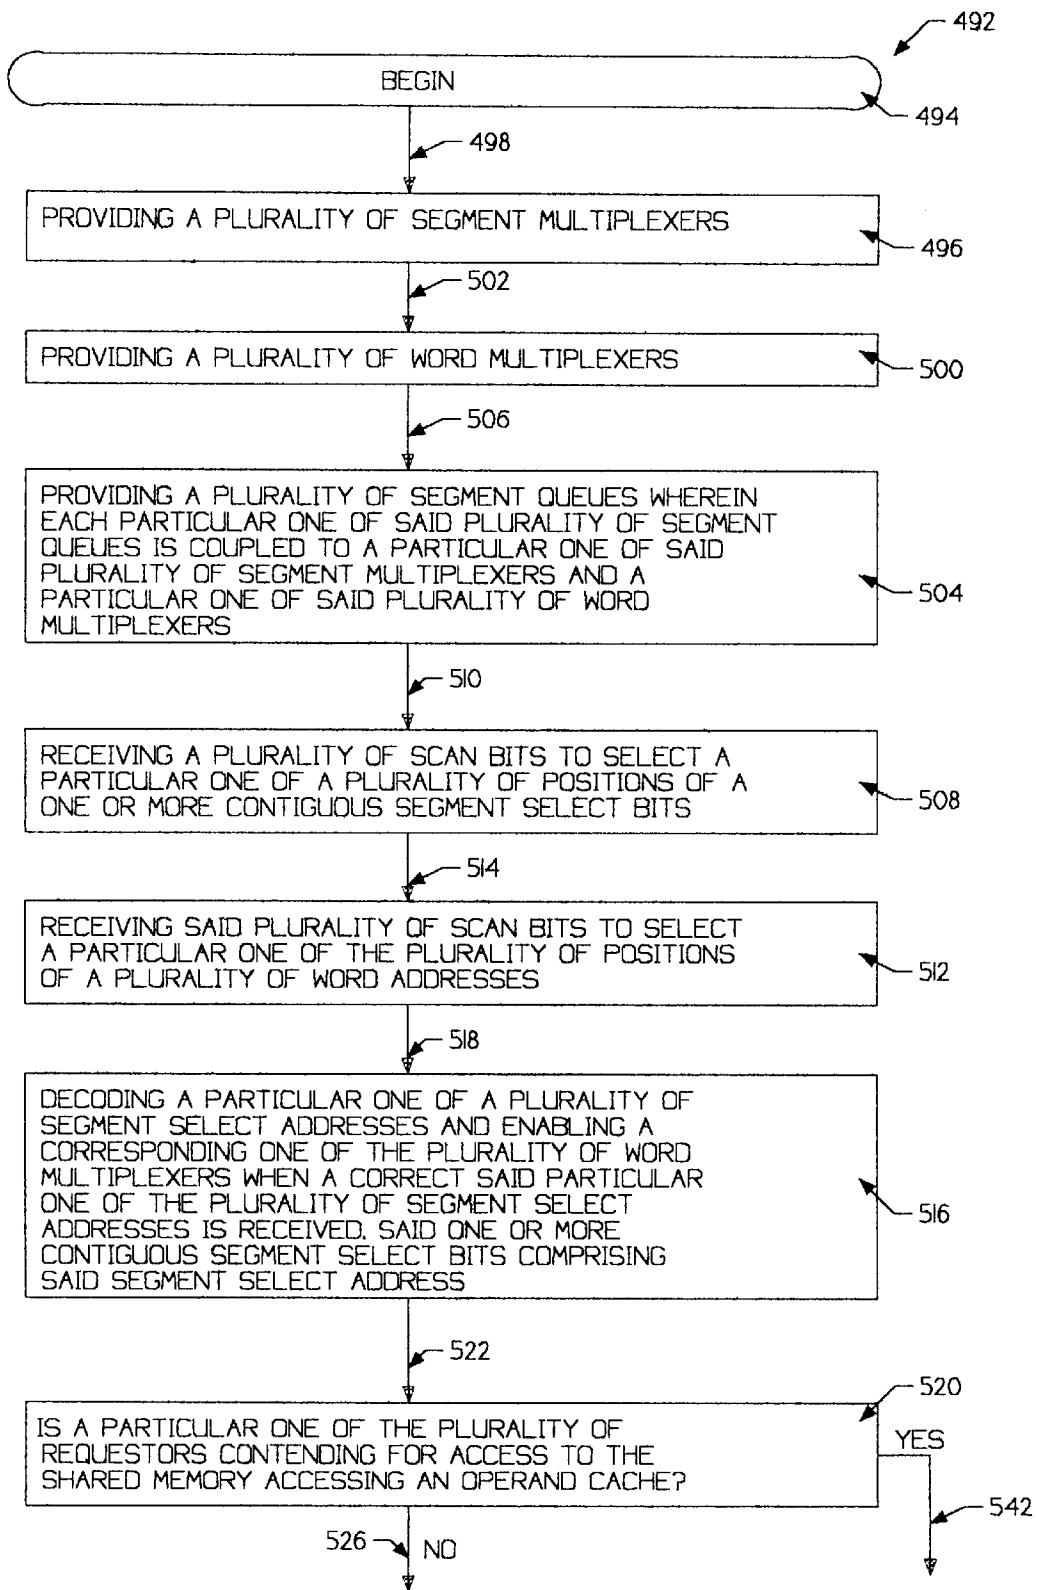 492
BEGIN
494
498
PROVIDING A PLURALITY OF SEGMENT MULTIPLEXERS
496
502
PROVIDING A PLURALITY OF WORD MULTIPLEXERS
500
506
PROVIDING A PLURALITY OF SEGMENT QUEUES WHEREIN
EACH PARTICULAR ONE OF SAID PLURALITY OF SEGMENT
QUEUES IS COUPLED TO A PARTICULAR ONE OF SAID
PLURALITY OF SEGMENT MULTIPLEXERS AND A
PARTICULAR ONE OF SAID PLURALITY OF WORD
MULTIPLEXERS
504
510
RECEIVING A PLURALITY OF SCAN BITS TO SELECT A
PARTICULAR ONE OF A PLURALITY OF POSITIONS OF A
ONE OR MORE CONTIGUOUS SEGMENT SELECT BITS
508
514
RECEIVING SAID PLURALITY OF SCAN BITS TO SELECT
A PARTICULAR ONE OF THE PLURALITY OF POSITIONS
OF A PLURALITY OF WORD ADDRESSES
512
518
DECODING A PARTICULAR ONE OF A PLURALITY OF
SEGMENT SELECT ADDRESSES AND ENABLING A
CORRESPONDING ONE OF THE PLURALITY OF WORD
MULTIPLEXERS WHEN A CORRECT SAID PARTICULAR
ONE OF THE PLURALITY OF SEGMENT SELECT
ADDRESSES IS RECEIVED, SAID ONE OR MORE
CONTIGUOUS SEGMENT SELECT BITS COMPRISING
SAID SEGMENT SELECT ADDRESS
516
522
520
IS A PARTICULAR ONE OF THE PLURALITY OF
REQUESTORS CONTENDING FOR ACCESS TO THE
SHARED MEMORY ACCESSING AN OPERAND CACHE?
YES
542
526
NO